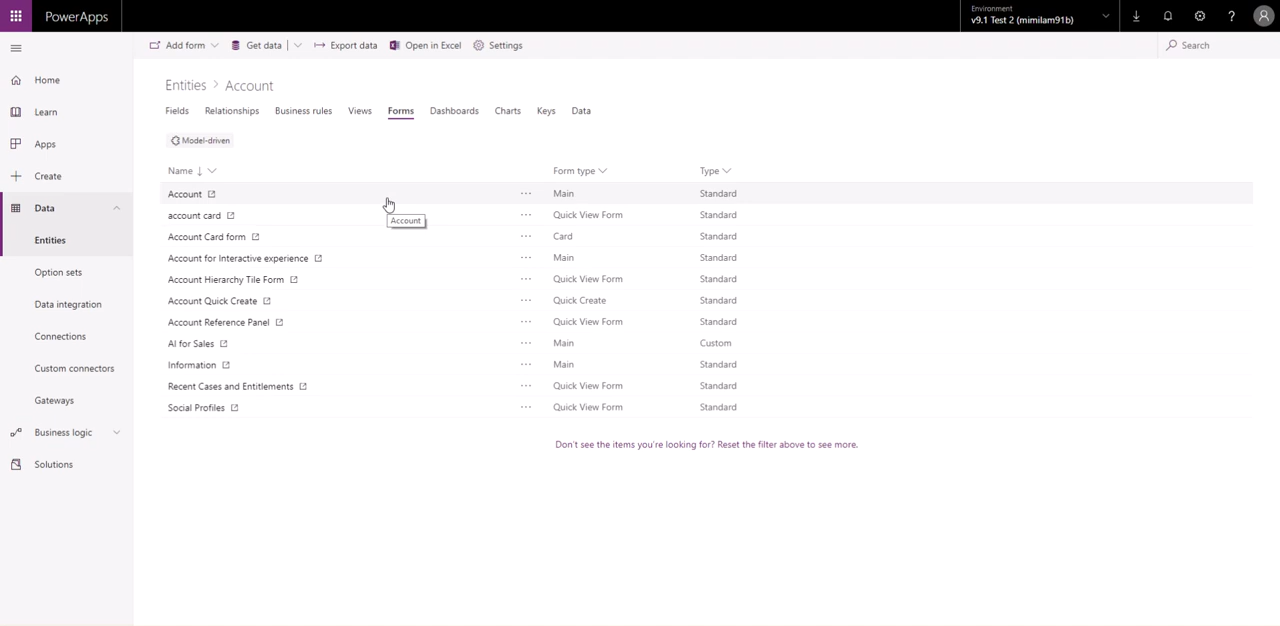 PowerApps
Environment
v9.1 Test 2 (mimilam91b)
Add form
Get data
Export data
Open in Excel
Settings
Search
Home
Learn
Apps
Create
Data
Entities
Option sets
Data integration
Connections
Custom connectors
Gateways
Business logic
Solutions
Entities > Account
Fields Relationships Business rules Views Forms Dashboards Charts Keys Data
Model-driven
Name Form type Type
Account Main Standard
Account
account card Quick View Form Standard
Account Card form Card Standard
Account for Interactive experience Main Standard
Account Hierarchy Tile Form Quick View Form Standard
Account Quick Create Quick Create Standard
Account Reference Panel Quick View Form Standard
AI for Sales Main Custom
Information Main Standard
Recent Cases and Entitlements Quick View Form Standard
Social Profiles Quick View Form Standard
Don't see the items you're looking for? Reset the filter above to see more.